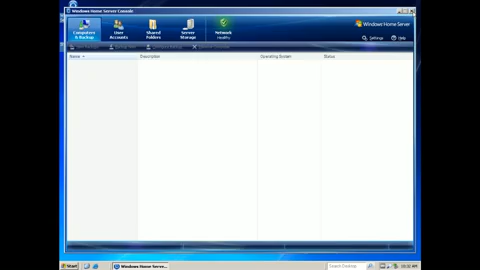 Windows Home Server Console
Computers & Backup
User Accounts
Shared Folders
Server Storage
Network
Healthy
Windows Home Server
Settings
Help
Name
Description
Operating System
Status
Start
Windows Home Serve...
Search Desktop